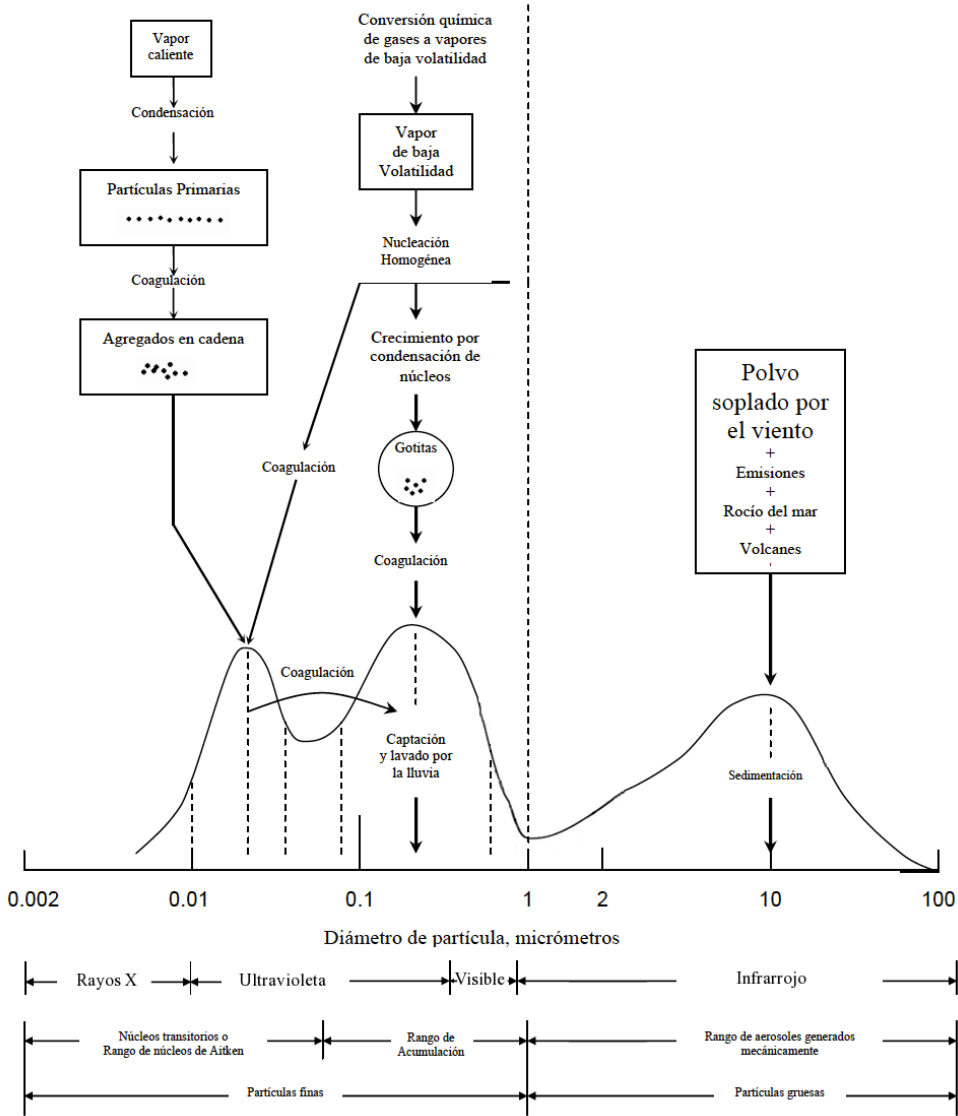 Vapor
caliente
Condensación
Partículas Primarias
Coagulación
Agregados en cadena
Conversión química
de gases a vapores
de baja volatilidad
Vapor
de baja
Volatilidad
Nucleación
Homogénea
Crecimiento por
condensación de
núcleos
Coagulación
Gotitas
Coagulación
Polvo
soplado por
el viento
+
Emisiones
+
Rocío del mar
+
Volcanes
Coagulación
Captación
y lavado por
la lluvia
Sedimentación
0.002 0.01 0.1 1 2 10 100
Diámetro de partícula, micrómetros
Rayos X Ultravioleta Visible Infrarrojo
Núcleos transitorios o
Rango de núcleos de Aitken
Rango de
Acumulación
Rango de aerosoles generados
mecánicamente
Partículas finas Partículas gruesas